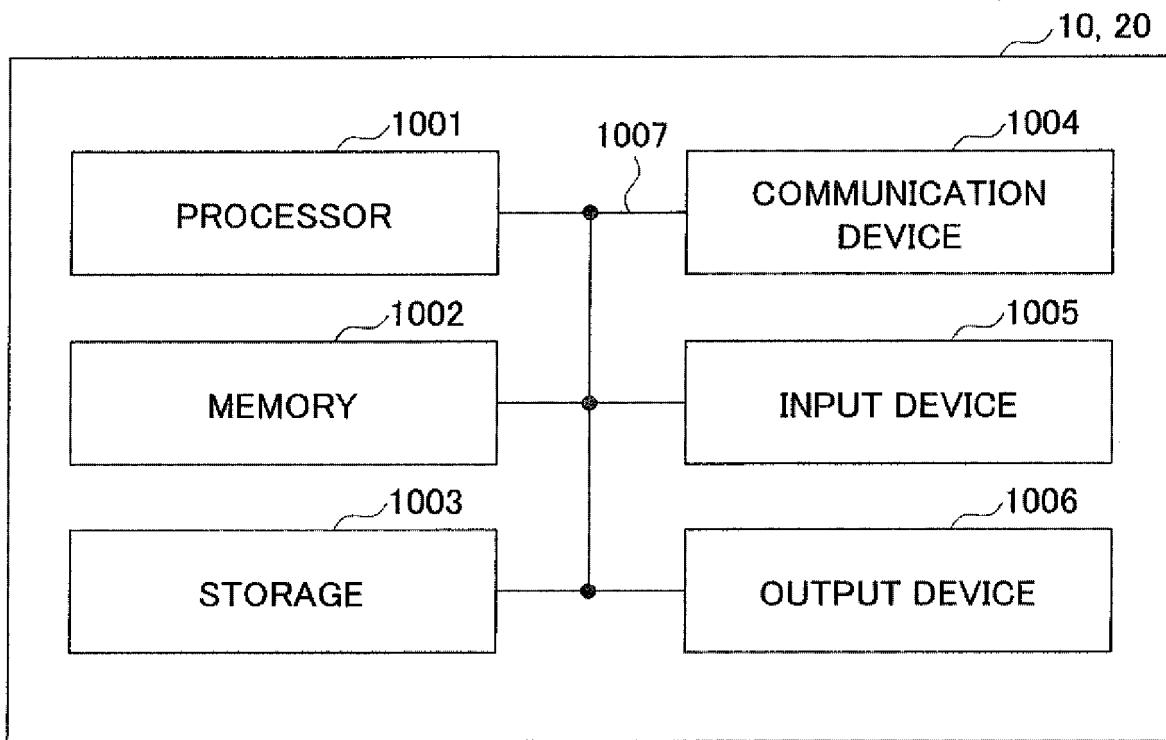 10, 20
1001
PROCESSOR
1007
1004
COMMUNICATION
DEVICE
1002
MEMORY
1005
INPUT DEVICE
1003
STORAGE
1006
OUTPUT DEVICE